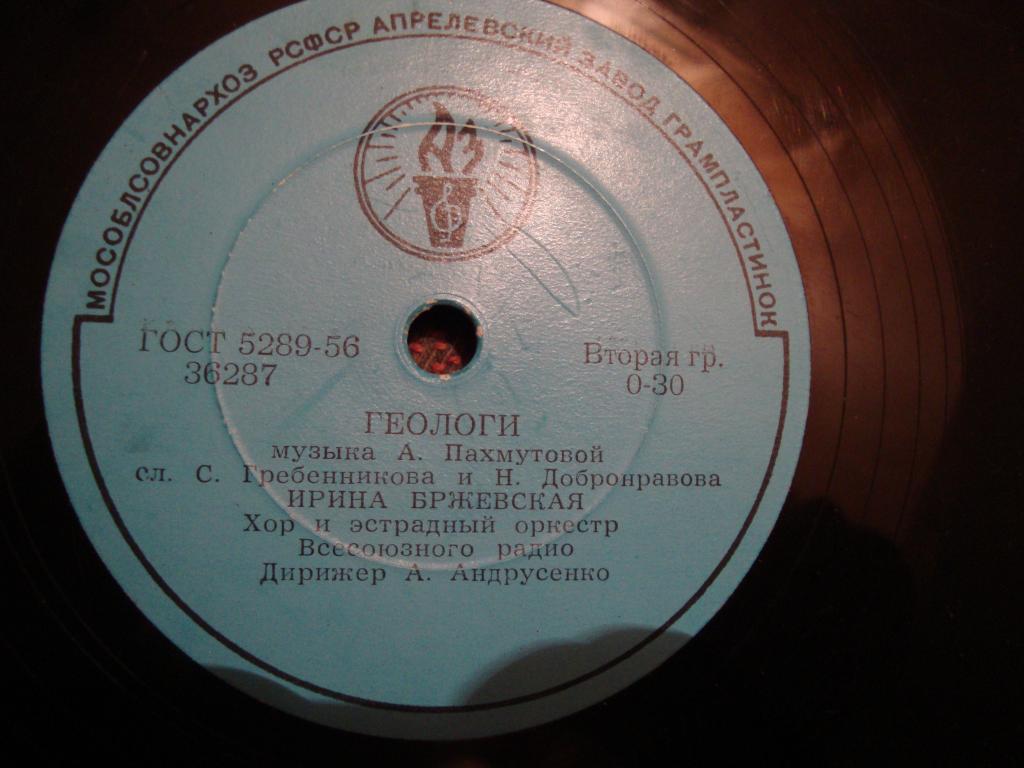 МОСОБЛСОВНАРХОЗ РСФСР АПРЕЛЕВСКИЙ ЗАВОД ГРАМПЛАСТИНОК
АЗ
ГОСТ 5289-56
36287
Вторая гр.
0-30
ГЕОЛОГИ
музыка А. Пахмутовой
сл. С. Гребенникова и Н. Добронравова
ИРИНА БРЖЕВСКАЯ
Хор и эстрадный оркестр
Всесоюзного радио
Дирижер А. Андрусенко